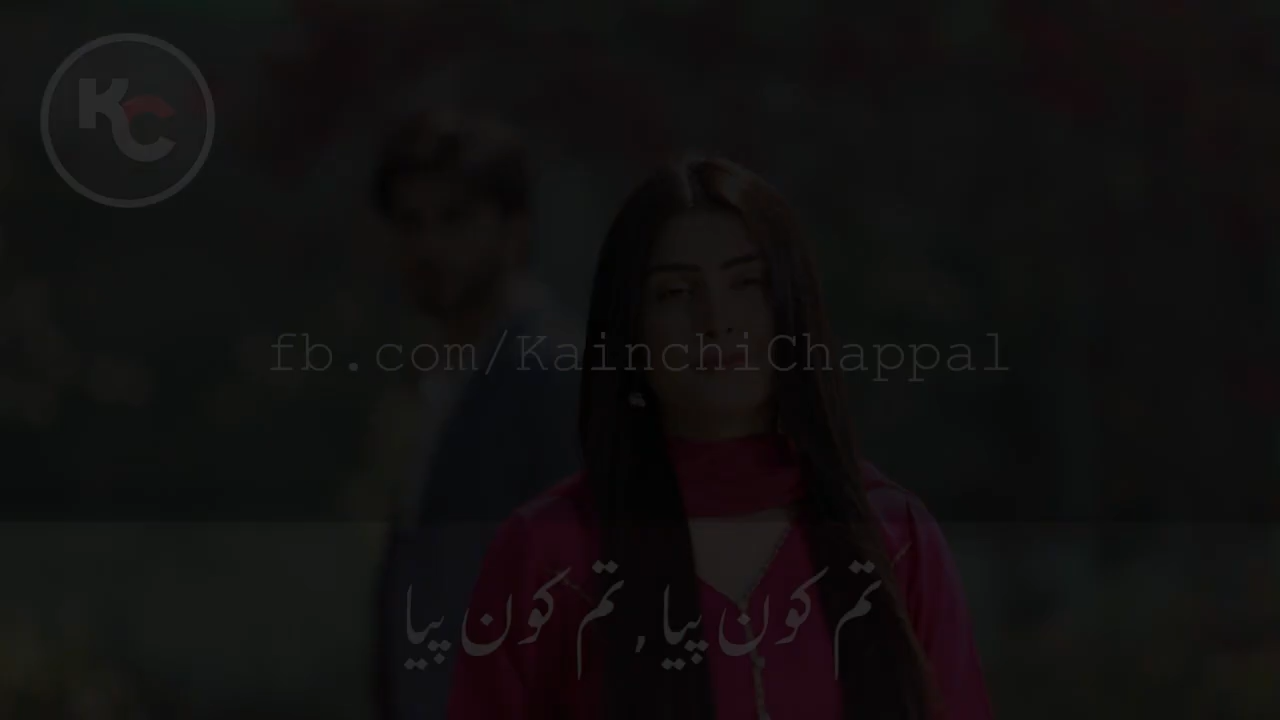 KC
fb.com/KainchiChappal
تم کون پیا, تم کون پیا